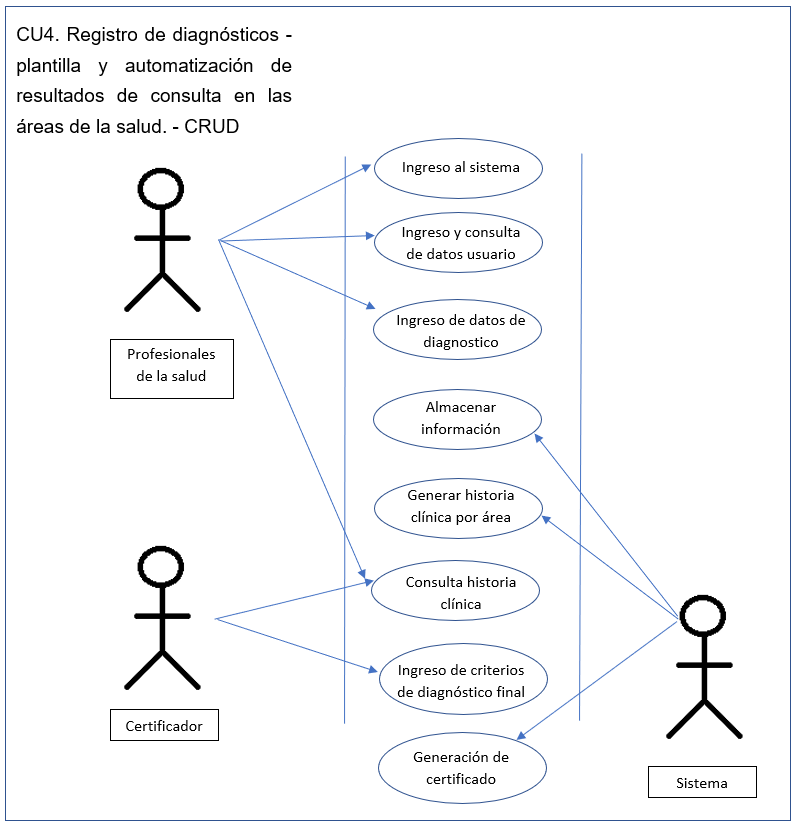 CU4. Registro de diagnósticos -
plantilla y automatización de
resultados de consulta en las
áreas de la salud. - CRUD
Ingreso al sistema
Ingreso y consulta
de datos usuario
Ingreso de datos de
diagnostico
Profesionales
de la salud
Almacenar
información
Generar historia
clínica por área
Consulta historia
clínica
Ingreso de criterios
de diagnóstico final
Certificador
Generación de
certificado
Sistema